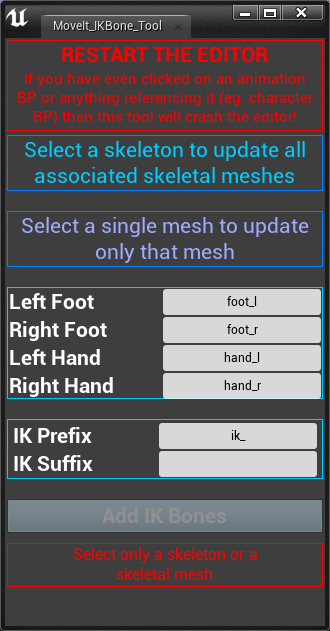 MoveIt_IKBone_Tool
RESTART THE EDITOR
If you have even clicked on an animation
BP or anything referencing it (eg. character
BP) then this tool will crash the editor!
Select a skeleton to update all
associated skeletal meshes
Select a single mesh to update
only that mesh
Left Foot foot_l
Right Foot foot_r
Left Hand hand_l
Right Hand hand_r
IK Prefix ik_
IK Suffix
Add IK Bones
Select only a skeleton or a
skeletal mesh